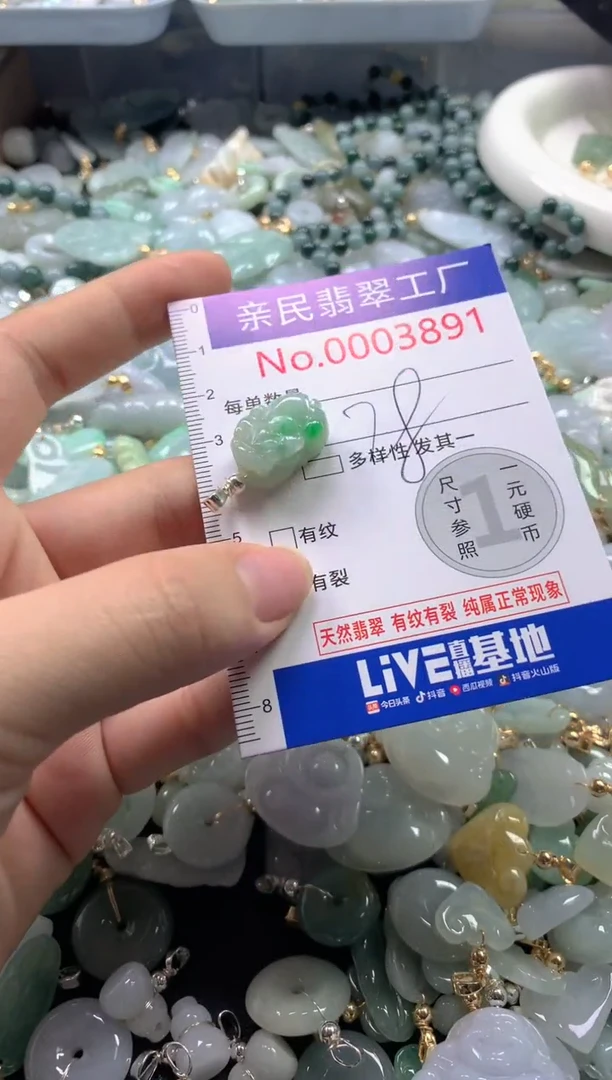 0
亲民翡翠工厂
1
No.0003891
2
每单数量
78
3
多样性发其一
尺寸参照
1
一元硬币
5
有纹
有裂
天然翡翠 有纹有裂 纯属正常现象
LiVE直播基地
8
今日头条 抖音 西瓜视频 抖音火山版